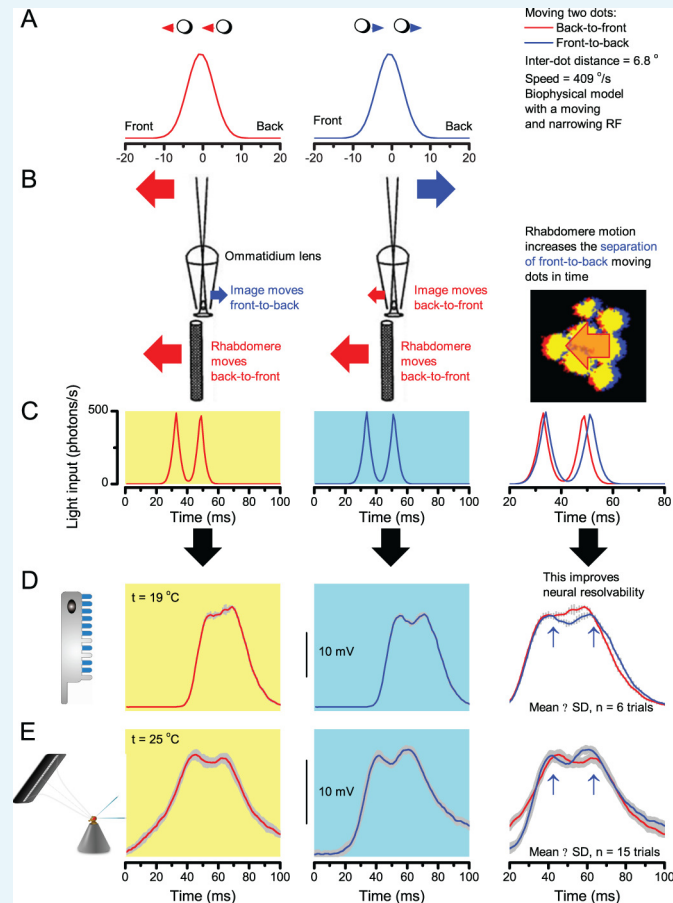 A
Moving two dots:
Back-to-front
Front-to-back
Inter-dot distance = 6.8 °
Speed = 409 °/s
Biophysical model
with a moving
and narrowing RF
Front
Back
Front
Back
-20 -10 0 10 20
-20 -10 0 10 20
B
Ommatidium lens
Image moves
front-to-back
Rhabdomere
moves
back-to-front
Image moves
back-to-front
Rhabdomere
moves
back-to-front
Rhabdomere motion
increases the separation
of front-to-back moving
dots in time
C
Light input (photons/s)
500
0
0 20 40 60 80 100
Time (ms)
0 20 40 60 80 100
Time (ms)
20 40 60 80
Time (ms)
D
t = 19 °C
10 mV
This improves
neural resolvability
Mean ? SD, n = 6 trials
E
t = 25 °C
10 mV
Mean ? SD, n = 15 trials
0 20 40 60 80 100
Time (ms)
0 20 40 60 80 100
Time (ms)
20 40 60 80 100
Time (ms)